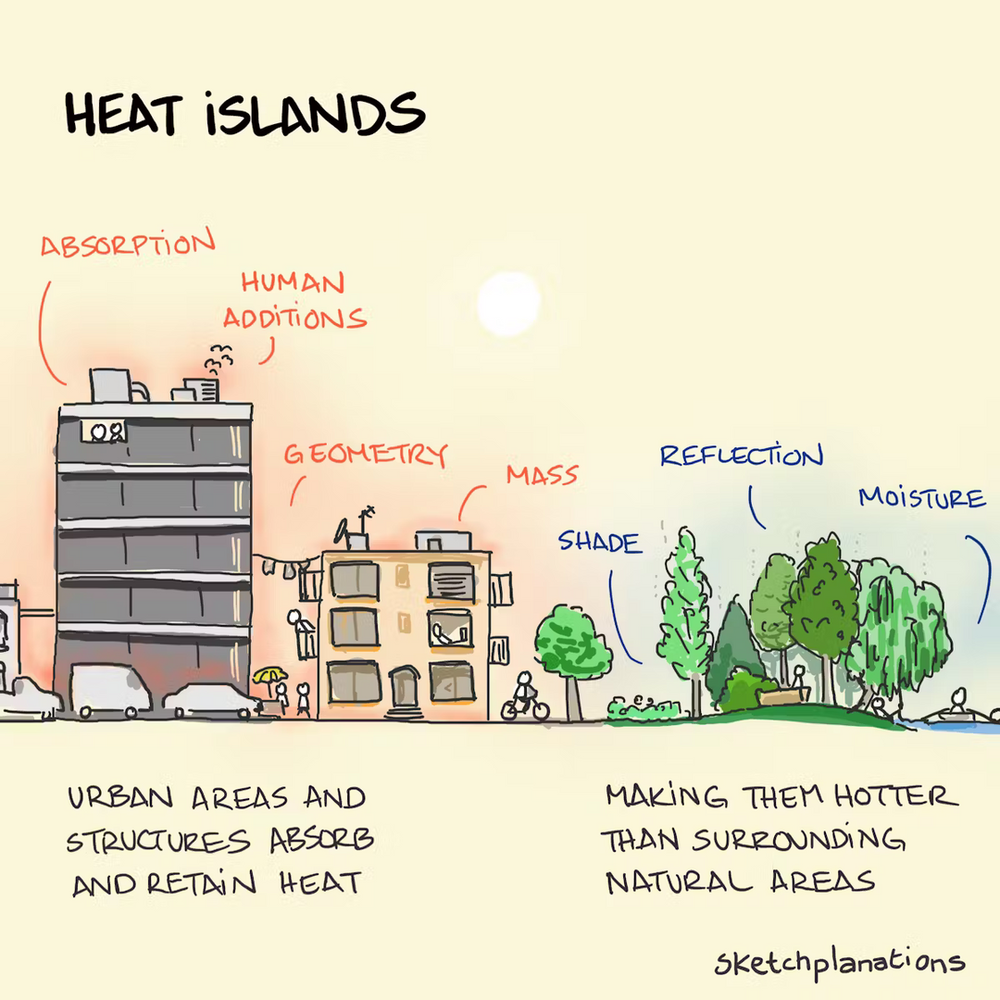 HEAT iSLANDS
ABSORPTiON
HUMAN
ADDiTiONS
GEOMETRY
MASS
REFLECTiON
MOiSTURE
SHADE
URBAN AREAS AND
STRUCTURES ABSORB
AND RETAiN HEAT
MAKiNG THEM HOTTER
THAN SURROUNDiNG
NATURAL AREAS
sketchplanations